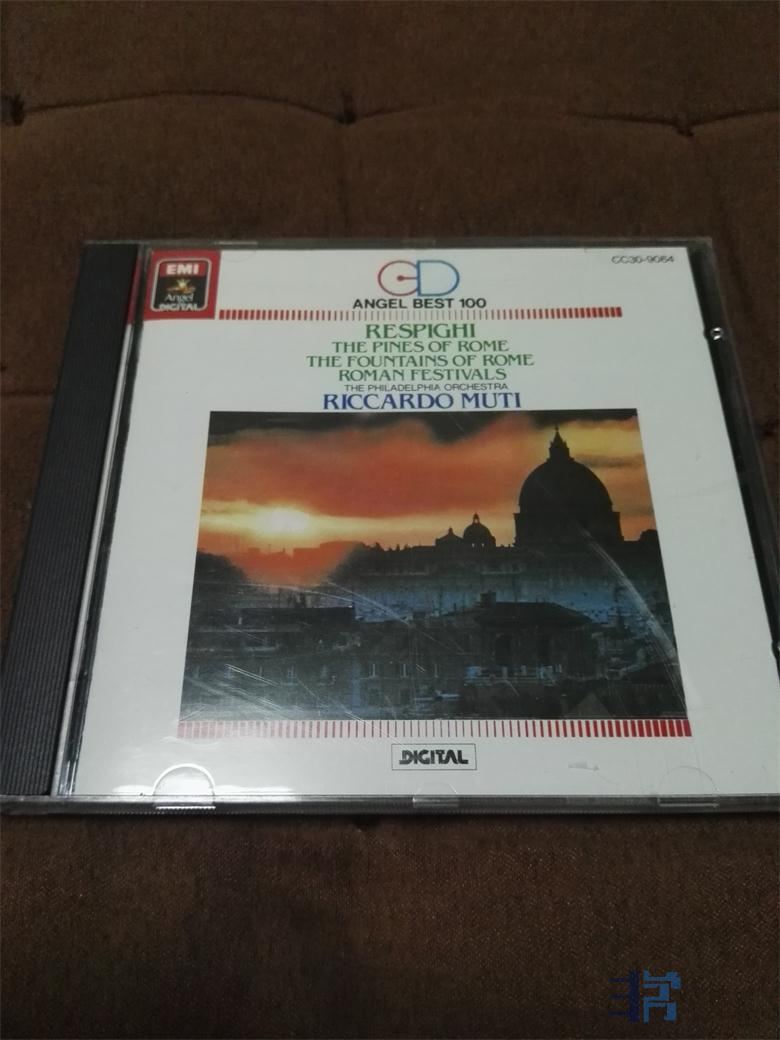 EMI
Angel
DIGITAL
CD
CC30-9064
ANGEL BEST 100
RESPIGHI
THE PINES OF ROME
THE FOUNTAINS OF ROME
ROMAN FESTIVALS
THE PHILADELPHIA ORCHESTRA
RICCARDO MUTI
DIGITAL